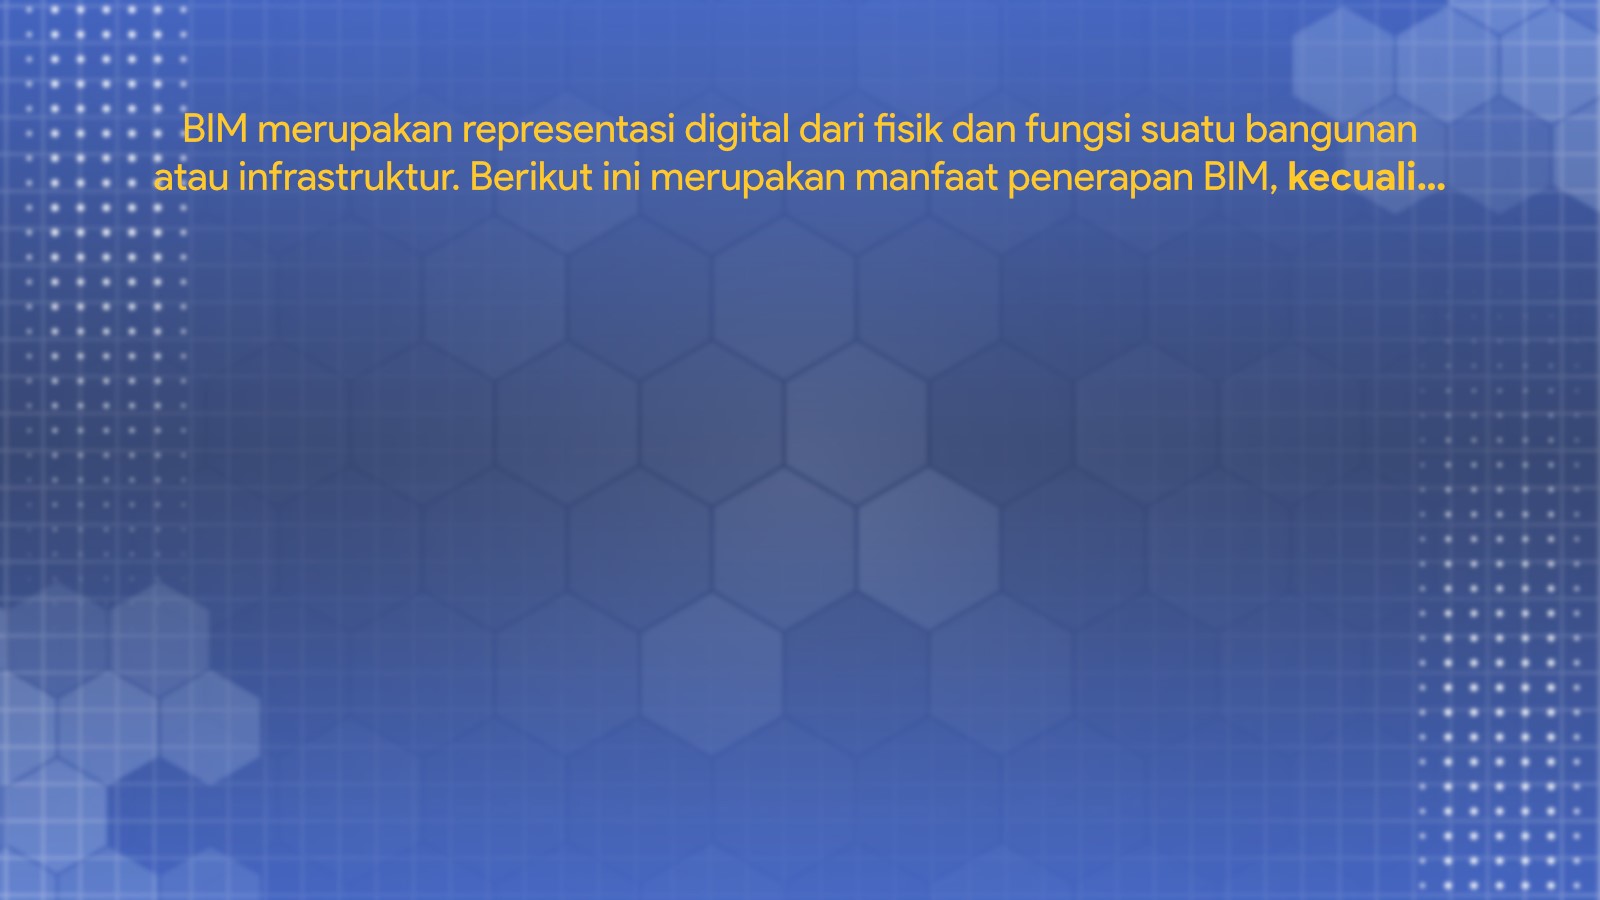 BIM merupakan representasi digital dari fisik dan fungsi suatu bangunan
atau infrastruktur. Berikut ini merupakan manfaat penerapan BIM, kecuali...